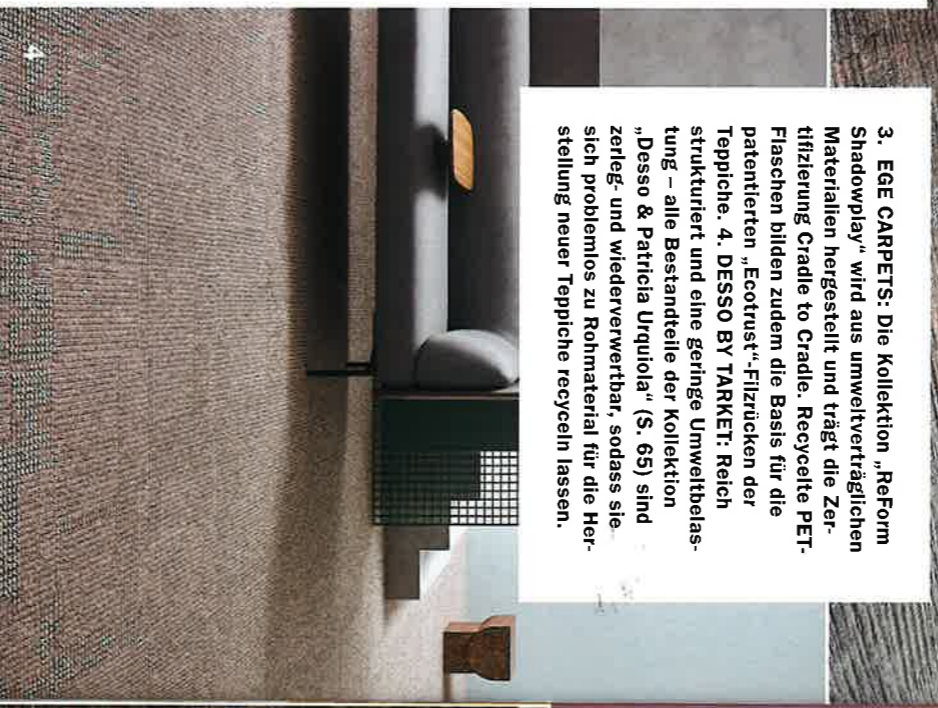 3. EGE CARPETS: Die Kollektion „ReForm
Shadowplay“ wird aus umweltverträglichen
Materialien hergestellt und trägt die Zer-
tifizierung Cradle to Cradle. Recycelte PET-
Flaschen bilden zudem die Basis für die
patentierten „Ecotrust“-Filzrücken der
Teppiche. 4. DESSO BY TARKET: Reich
strukturiert und eine geringe Umweltbelas-
tung – alle Bestandteile der Kollektion
„Desso & Patricia Urquiola“ (S. 65) sind
zerleg- und wiederverwertbar, sodass sie
sich problemlos zu Rohmaterial für die Her-
stellung neuer Teppiche recyceln lassen.
4